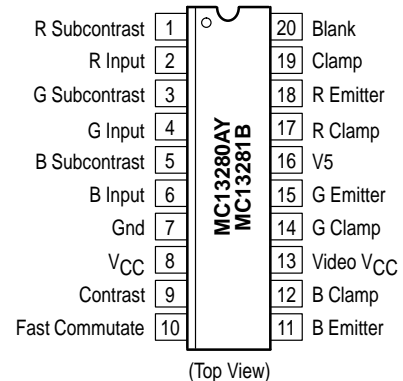 R Subcontrast 1 20 Blank
R Input 2 19 Clamp
G Subcontrast 3 18 R Emitter
G Input 4 17 R Clamp
B Subcontrast 5 16 V5
B Input 6 15 G Emitter
Gnd 7 14 G Clamp
VCC 8 13 Video VCC
Contrast 9 12 B Clamp
Fast Commutate 10 11 B Emitter
MC13280AY
MC13281B
(Top View)